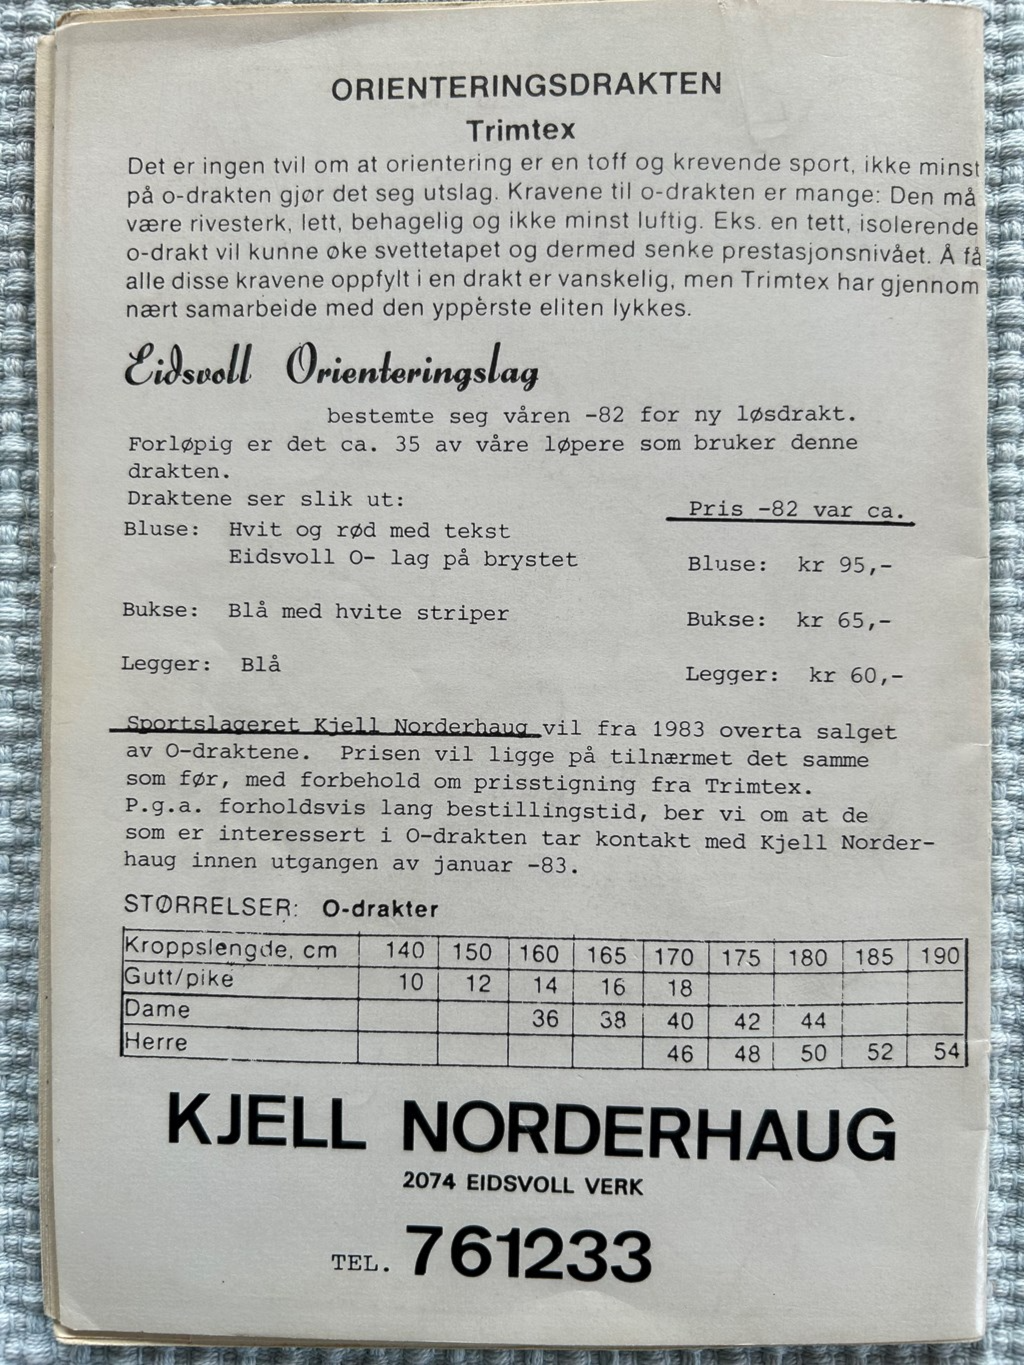 ORIENTERINGSDRAKTEN
Trimtex
Det er ingen tvil om at orientering er en toff og krevende sport, ikke minst
på o-drakten gjør det seg utslag. Kravene til o-drakten er mange: Den må
være rivesterk, lett, behagelig og ikke minst luftig. Eks. en tett, isolerende
o-drakt vil kunne øke svettetapet og dermed senke prestasjonsnivået. Å få
alle disse kravene oppfylt i en drakt er vanskelig, men Trimtex har gjennom
nært samarbeide med den yppèrste eliten lykkes.
Eidsvoll Orienteringslag
bestemte seg våren -82 for ny løsdrakt.
Forløpig er det ca. 35 av våre løpere som bruker denne
drakten.
Draktene ser slik ut:
Pris -82 var ca.
Bluse: Hvit og rød med tekst
Eidsvoll O- lag på brystet
Bluse: kr 95,-
Bukse: Blå med hvite striper
Bukse: kr 65,-
Legger: Blå
Legger: kr 60,-
Sportslageret Kjell Norderhaug vil fra 1983 overta salget
av O-draktene. Prisen vil ligge på tilnærmet det samme
som før, med forbehold om prisstigning fra Trimtex.
P.g.a. forholdsvis lang bestillingstid, ber vi om at de
som er interessert i O-drakten tar kontakt med Kjell Norder-
haug innen utgangen av januar -83.
STØRRELSER: O-drakter
Kroppslengde, cm 140 150 160 165 170 175 180 185 190
Gutt/pike 10 12 14 16 18
Dame 36 38 40 42 44
Herre 46 48 50 52 54
KJELL NORDERHAUG
2074 EIDSVOLL VERK
TEL. 761233